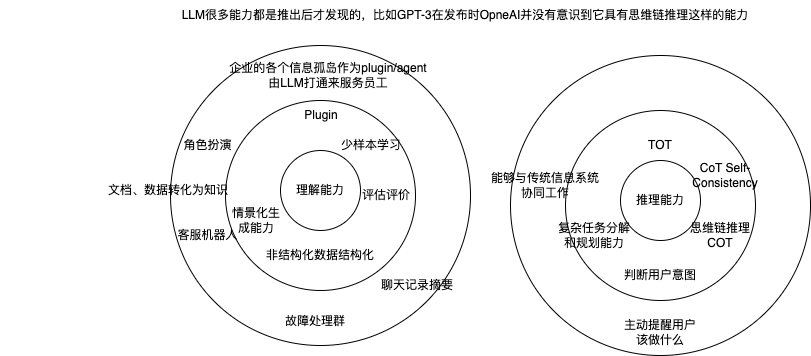 LLM很多能力都是推出后才发现的，比如GPT-3在发布时OpneAI并没有意识到它具有思维链推理这样的能力
企业的各个信息孤岛作为plugin/agent
由LLM打通来服务员工
Plugin
角色扮演
少样本学习
文档、数据转化为知识
理解能力
评估评价
情景化生
成能力
客服机器人
非结构化数据结构化
聊天记录摘要
故障处理群
TOT
CoT Self-
Consistency
能够与传统信息系统
协同工作
推理能力
复杂任务分解
和规划能力
思维链推理
COT
判断用户意图
主动提醒用户
该做什么